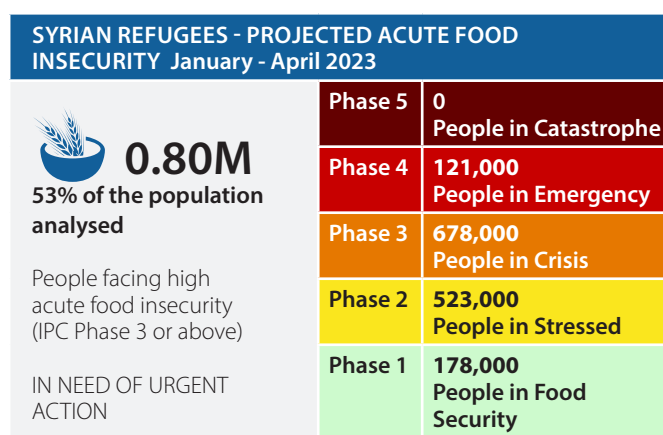 SYRIAN REFUGEES - PROJECTED ACUTE FOOD
INSECURITY January - April 2023
0.80M
53% of the population
analysed
People facing high
acute food insecurity
(IPC Phase 3 or above)
IN NEED OF URGENT
ACTION
Phase 5
0
People in Catastrophe
Phase 4
121,000
People in Emergency
Phase 3
678,000
People in Crisis
Phase 2
523,000
People in Stressed
Phase 1
178,000
People in Food
Security